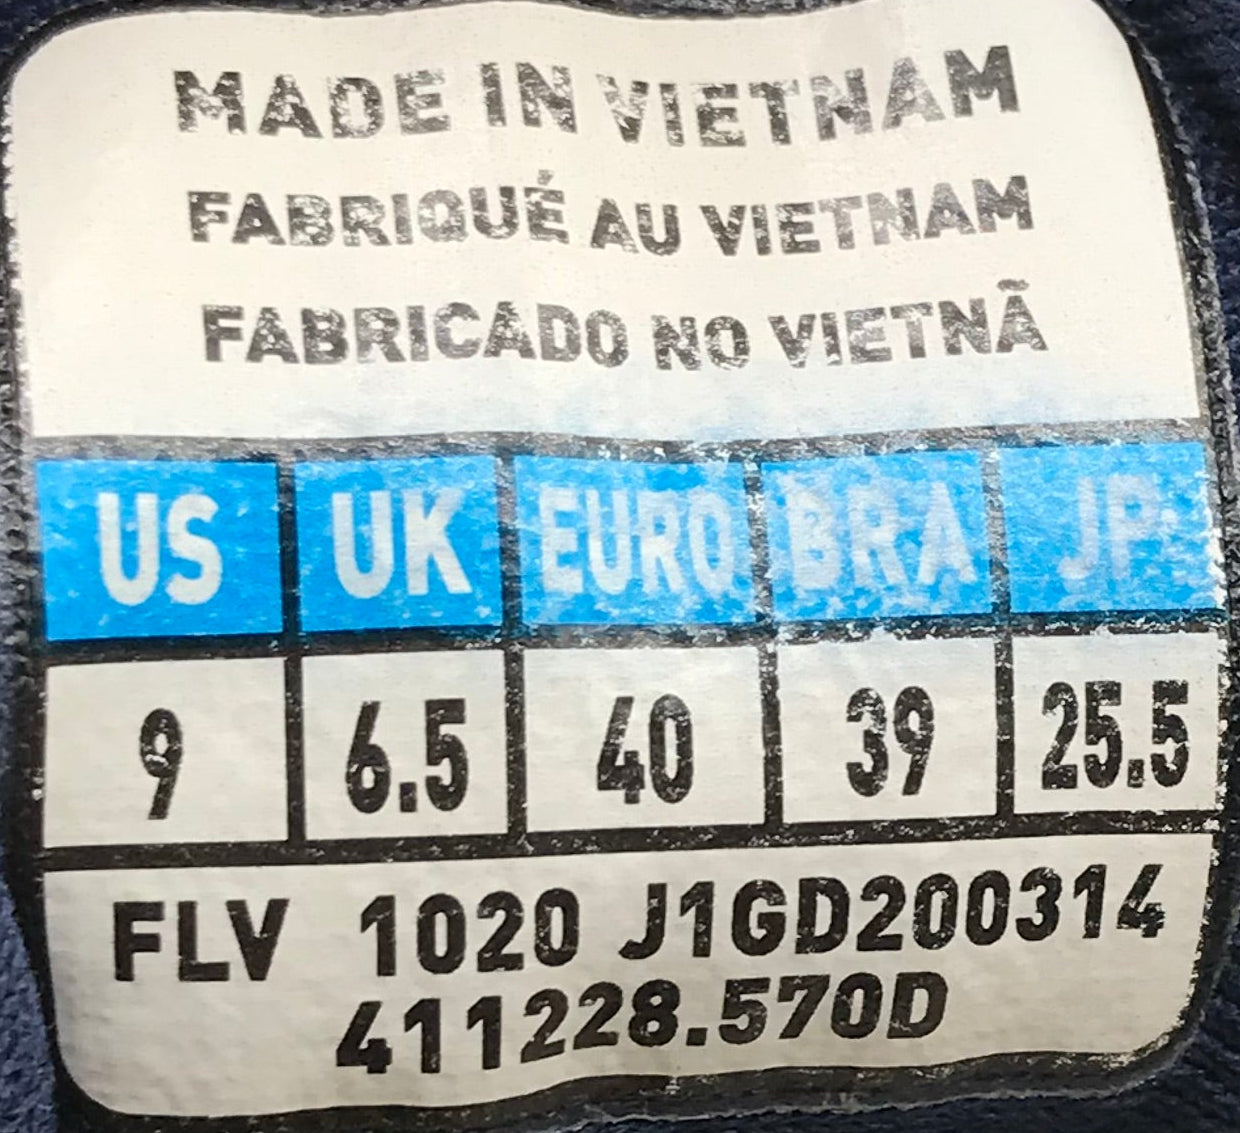 MADE IN VIETNAM
FABRIQUÉ AU VIETNAM
FABRICADO NO VIETNÃ
US UK EURO BRA JP
9 6.5 40 39 25.5
FLV 1020 J1GD200314
411228.570D